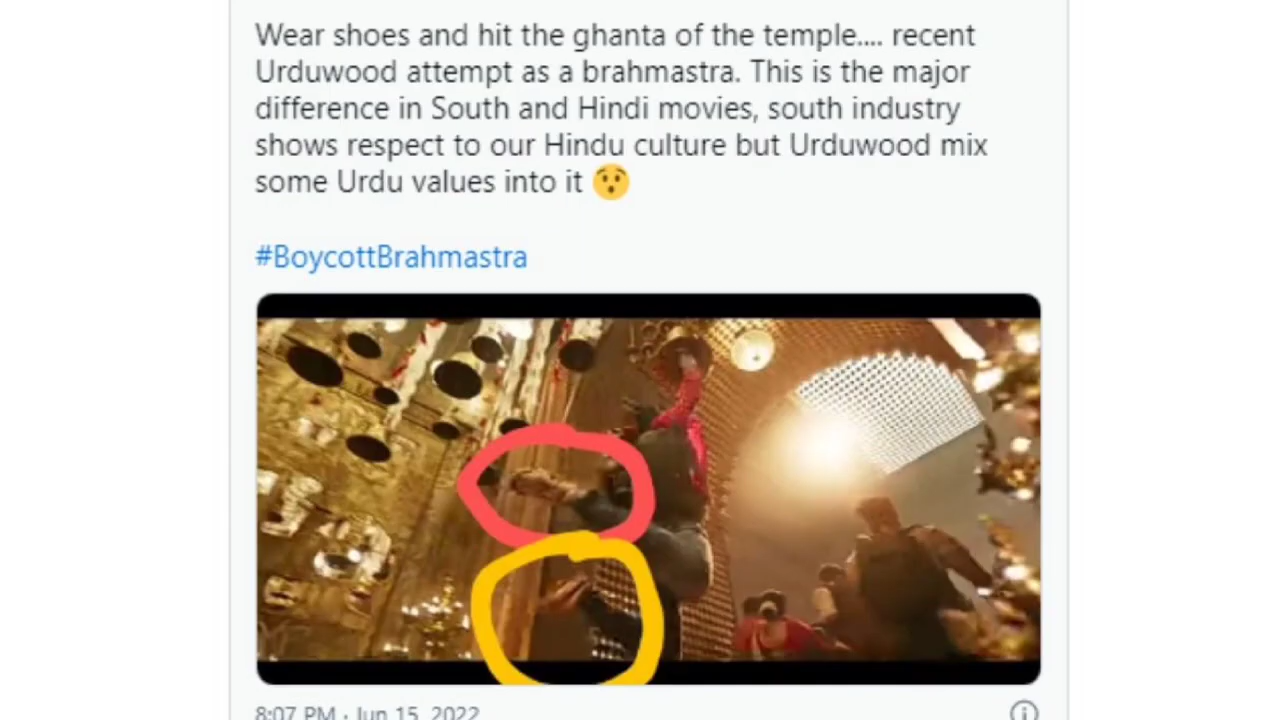 Wear shoes and hit the ghanta of the temple.... recent
Urduwood attempt as a brahmastra. This is the major
difference in South and Hindi movies, south industry
shows respect to our Hindu culture but Urduwood mix
some Urdu values into it 😯
#BoycottBrahmastra
8:07 PM · Jun 15, 2022